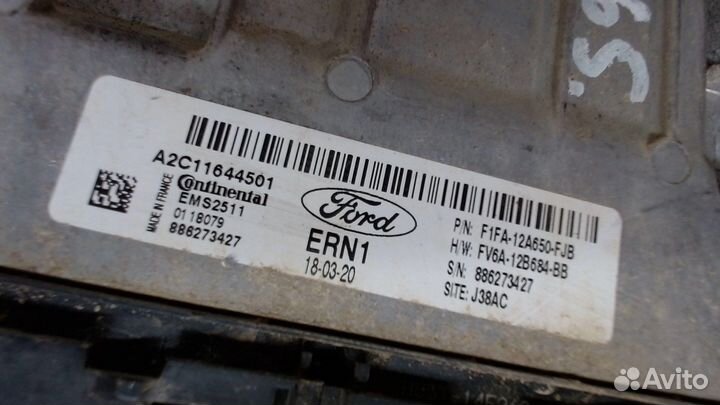 A2C11644501
Continental
EMS2511
0118079
886273427
MADE IN FRANCE
Ford
ERN1
18-03-20
P/N: F1FA-12A650-FJB
H/W: FV6A-12B684-BB
S/N: 886273427
SITE: J38AC
Avito